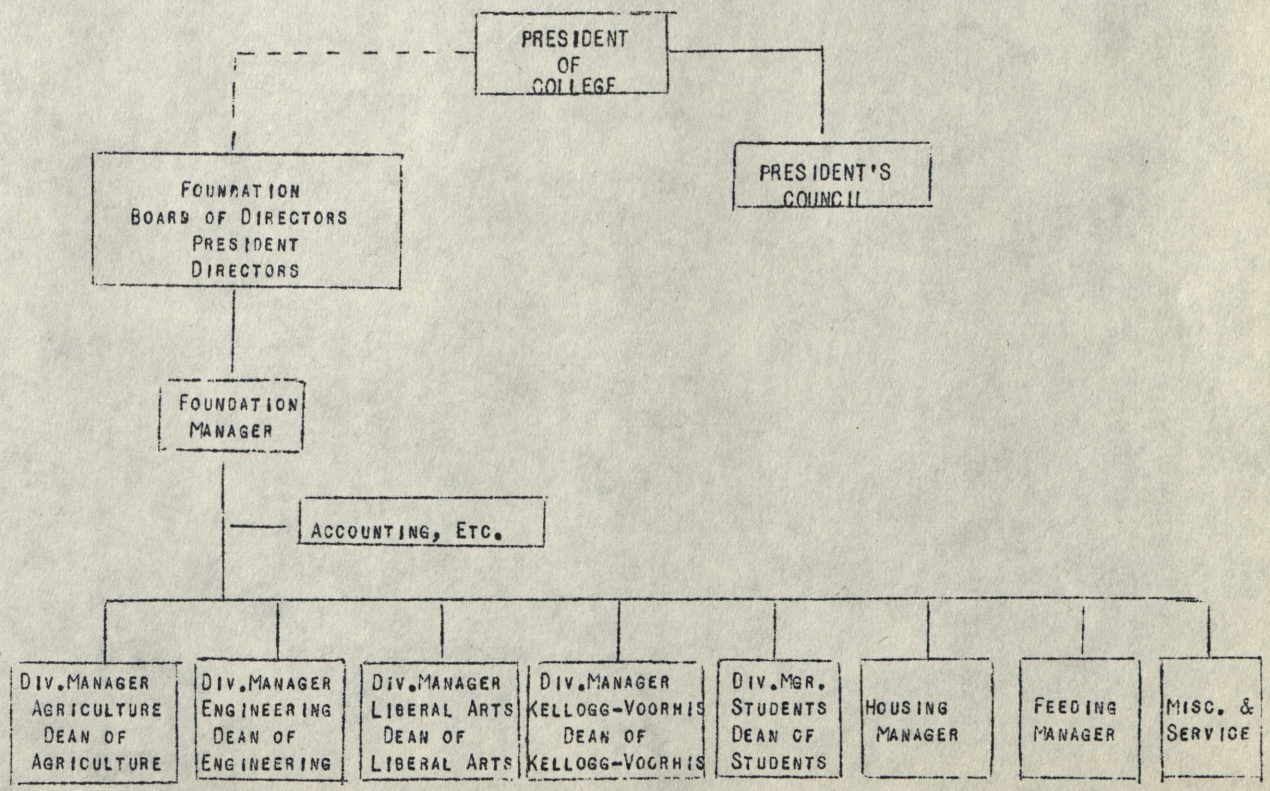 PRESIDENT
OF
COLLEGE
PRESIDENT'S
COUNCIL
FOUNDATION
BOARD OF DIRECTORS
PRESIDENT
DIRECTORS
FOUNDATION
MANAGER
ACCOUNTING, ETC.
DIV.MANAGER
AGRICULTURE
DEAN OF
AGRICULTURE
DIV.MANAGER
ENGINEERING
DEAN OF
ENGINEERING
DIV.MANAGER
LIBERAL ARTS
DEAN OF
LIBERAL ARTS
DIV.MANAGER
KELLOGG-VOORHIS
DEAN OF
KELLOGG-VOORHIS
DIV.MGR.
STUDENTS
DEAN OF
STUDENTS
HOUSING
MANAGER
FEEDING
MANAGER
MISC. &
SERVICE